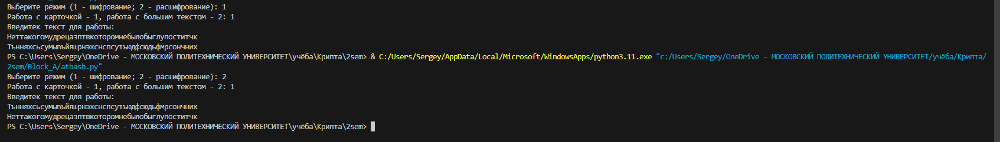 Выберите режим (1 - шифрование; 2 - расшифрование): 1
Работа с карточкой - 1, работа с большим текстом - 2: 1
Введитек текст для работы:
Неттакогомудрецазптвкоторомнебылобыглупоститчк
Тънняхсьсумыпъйяшрнэхснспсутъюдфсюдьфмрсончних
PS C:\Users\Sergey\OneDrive - МОСКОВСКИЙ ПОЛИТЕХНИЧЕСКИЙ УНИВЕРСИТЕТ\учёба\Крипта\2sem> & C:/Users/Sergey/AppData/Local/Microsoft/WindowsApps/python3.11.exe "c:/Users/Sergey/OneDrive - МОСКОВСКИЙ ПОЛИТЕХНИЧЕСКИЙ УНИВЕРСИТЕТ/учёба/Крипта/
2sem/Block_A/atbash.py"
Выберите режим (1 - шифрование; 2 - расшифрование): 2
Работа с карточкой - 1, работа с большим текстом - 2: 1
Введитек текст для работы:
Тънняхсьсумыпъйяшрнэхснспсутъюдфсюдьфмрсончних
Неттакогомудрецазптвкоторомнебылобыглупоститчк
PS C:\Users\Sergey\OneDrive - МОСКОВСКИЙ ПОЛИТЕХНИЧЕСКИЙ УНИВЕРСИТЕТ\учёба\Крипта\2sem>